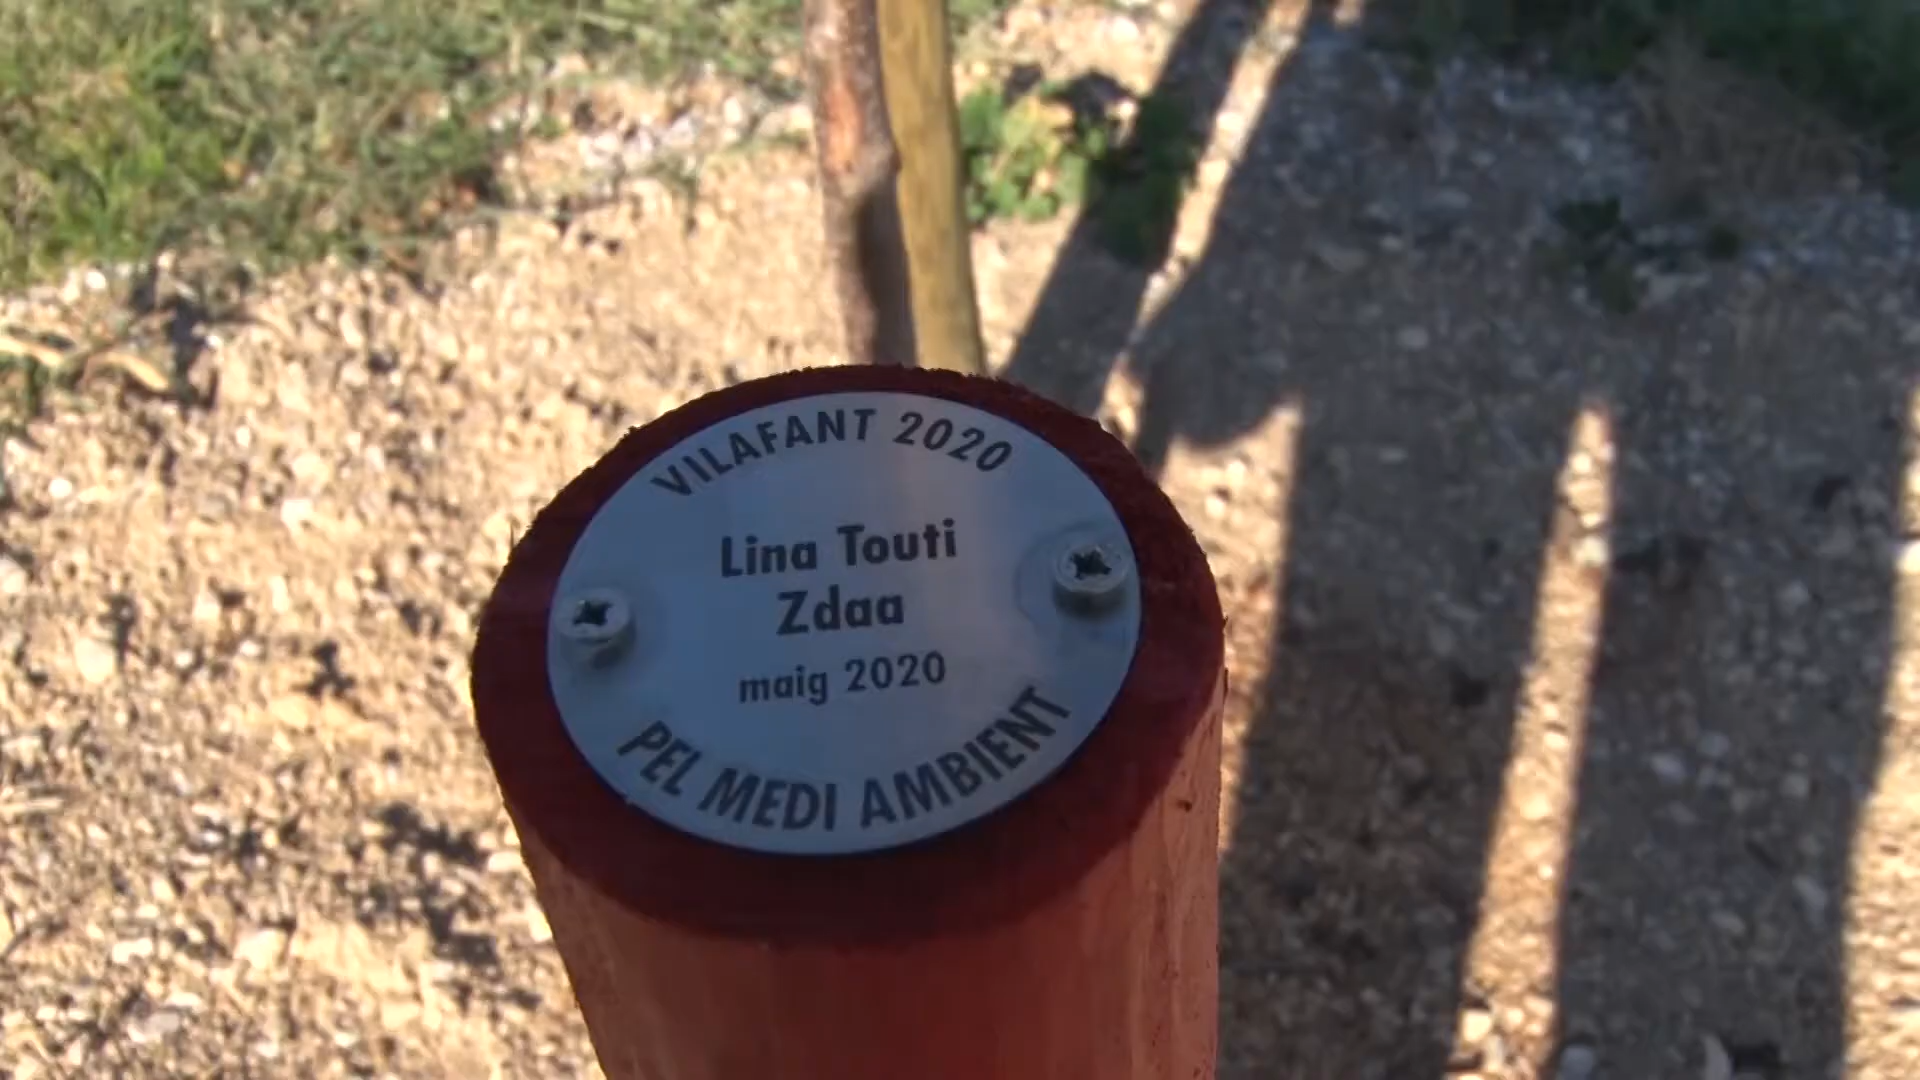 VILAFANT 2020
Lina Touti
Zdaa
maig 2020
PEL MEDI AMBIENT